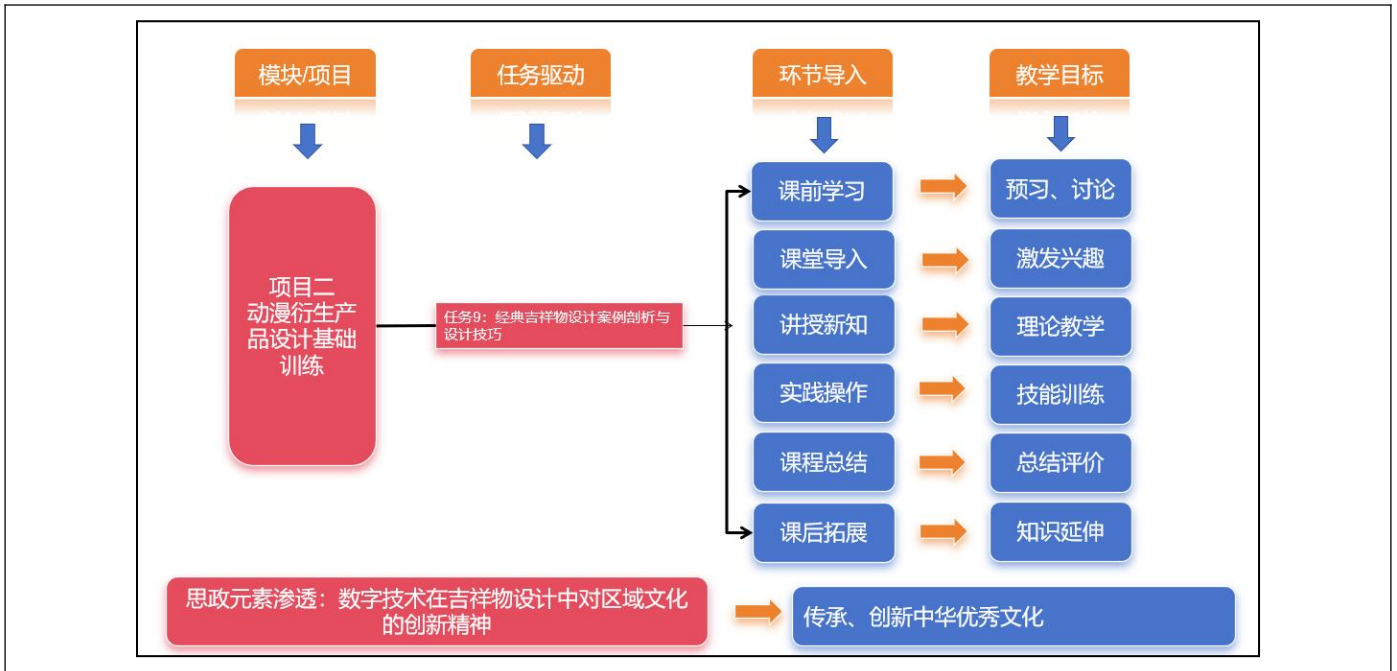 模块/项目
任务驱动
环节导入
教学目标
项目二
动漫衍生产
品设计基础
训练
任务9：经典吉祥物设计案例剖析与
设计技巧
课前学习
预习、讨论
课堂导入
激发兴趣
讲授新知
理论教学
实践操作
技能训练
课程总结
总结评价
课后拓展
知识延伸
思政元素渗透：数字技术在吉祥物设计中对区域文化
的创新精神
传承、创新中华优秀文化